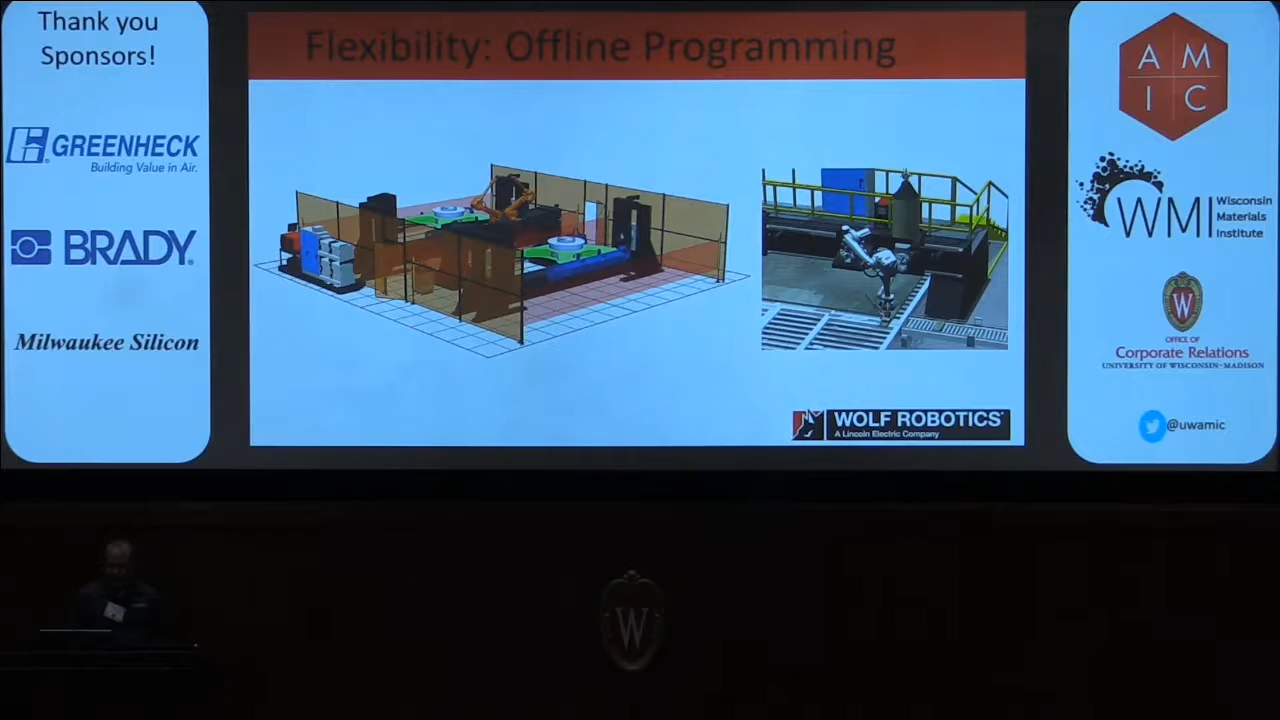 Thank you
Sponsors!
GREENHECK
Building Value in Air.
BRADY
Milwaukee Silicon
Flexibility: Offline Programming
WOLF ROBOTICS
A Lincoln Electric Company
A M
I C
WMI
Wisconsin
Materials
Institute
W
OFFICE OF
Corporate Relations
UNIVERSITY OF WISCONSIN-MADISON
@uwamic
W